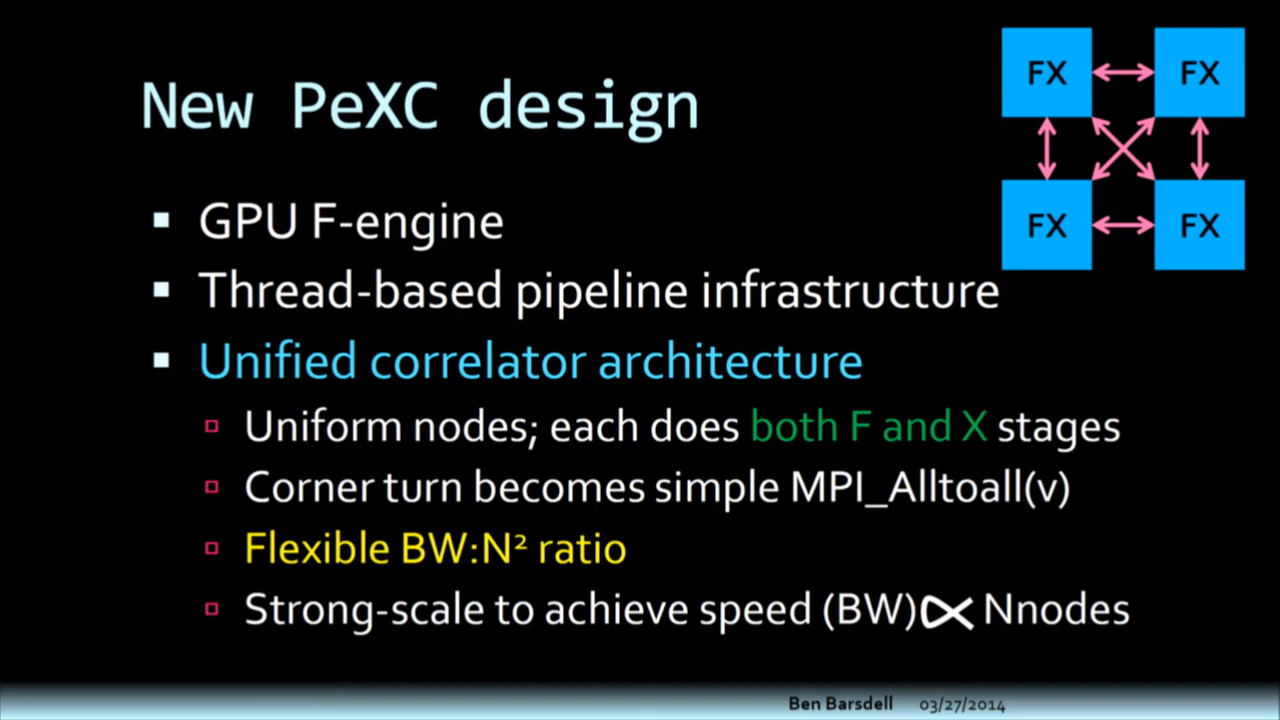 New PeXC design
FX FX
FX FX
GPU F-engine
Thread-based pipeline infrastructure
Unified correlator architecture
Uniform nodes; each does both F and X stages
Corner turn becomes simple MPI_Alltoall(v)
Flexible BW:N² ratio
Strong-scale to achieve speed (BW)∝ Nnodes
Ben Barsdell 03/27/2014